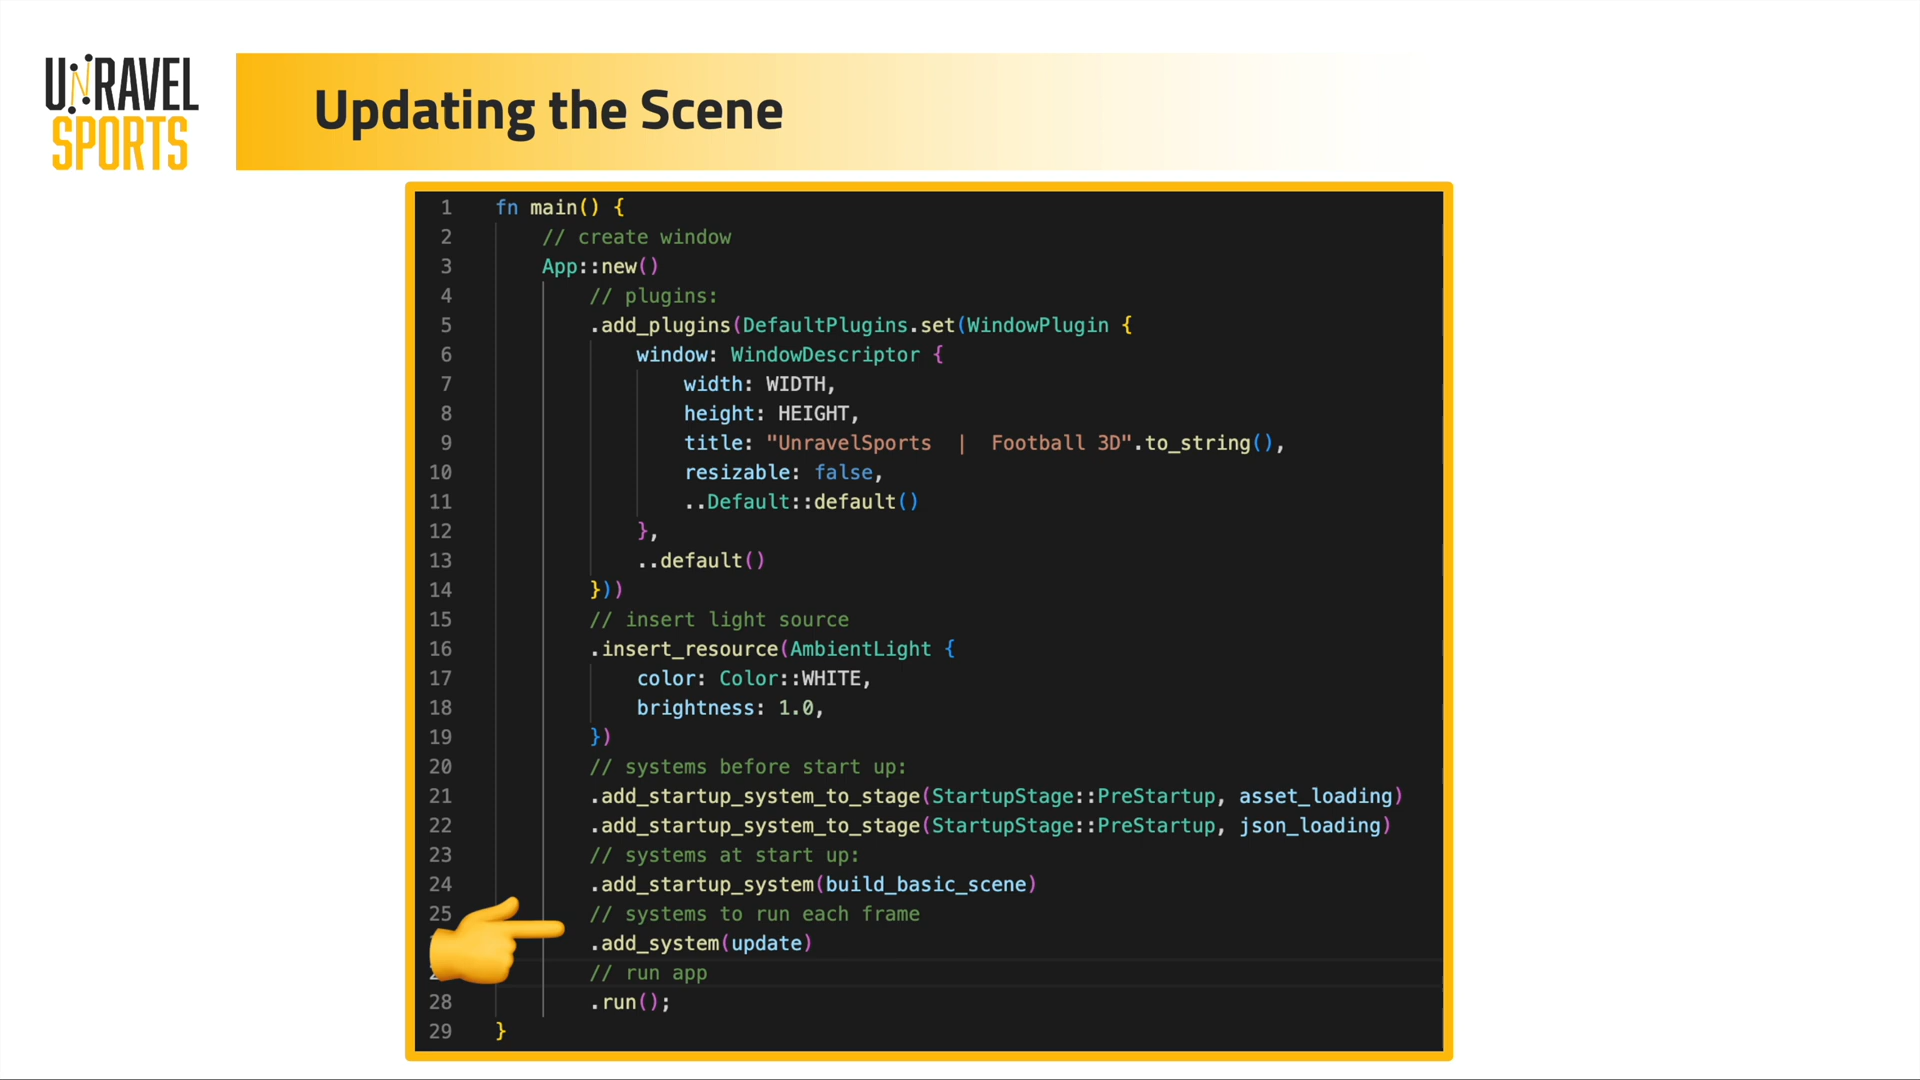 UNRAVEL
SPORTS
Updating the Scene
1 fn main() {
2 // create window
3 App::new()
4 // plugins:
5 .add_plugins(DefaultPlugins.set(WindowPlugin {
6 window: WindowDescriptor {
7 width: WIDTH,
8 height: HEIGHT,
9 title: "UnravelSports  |  Football 3D".to_string(),
10 resizable: false,
11 ..Default::default()
12 },
13 ..default()
14 }))
15 // insert light source
16 .insert_resource(AmbientLight {
17 color: Color::WHITE,
18 brightness: 1.0,
19 })
20 // systems before start up:
21 .add_startup_system_to_stage(StartupStage::PreStartup, asset_loading)
22 .add_startup_system_to_stage(StartupStage::PreStartup, json_loading)
23 // systems at start up:
24 .add_startup_system(build_basic_scene)
25 // systems to run each frame
.add_system(update)
// run app
28 .run();
29 }